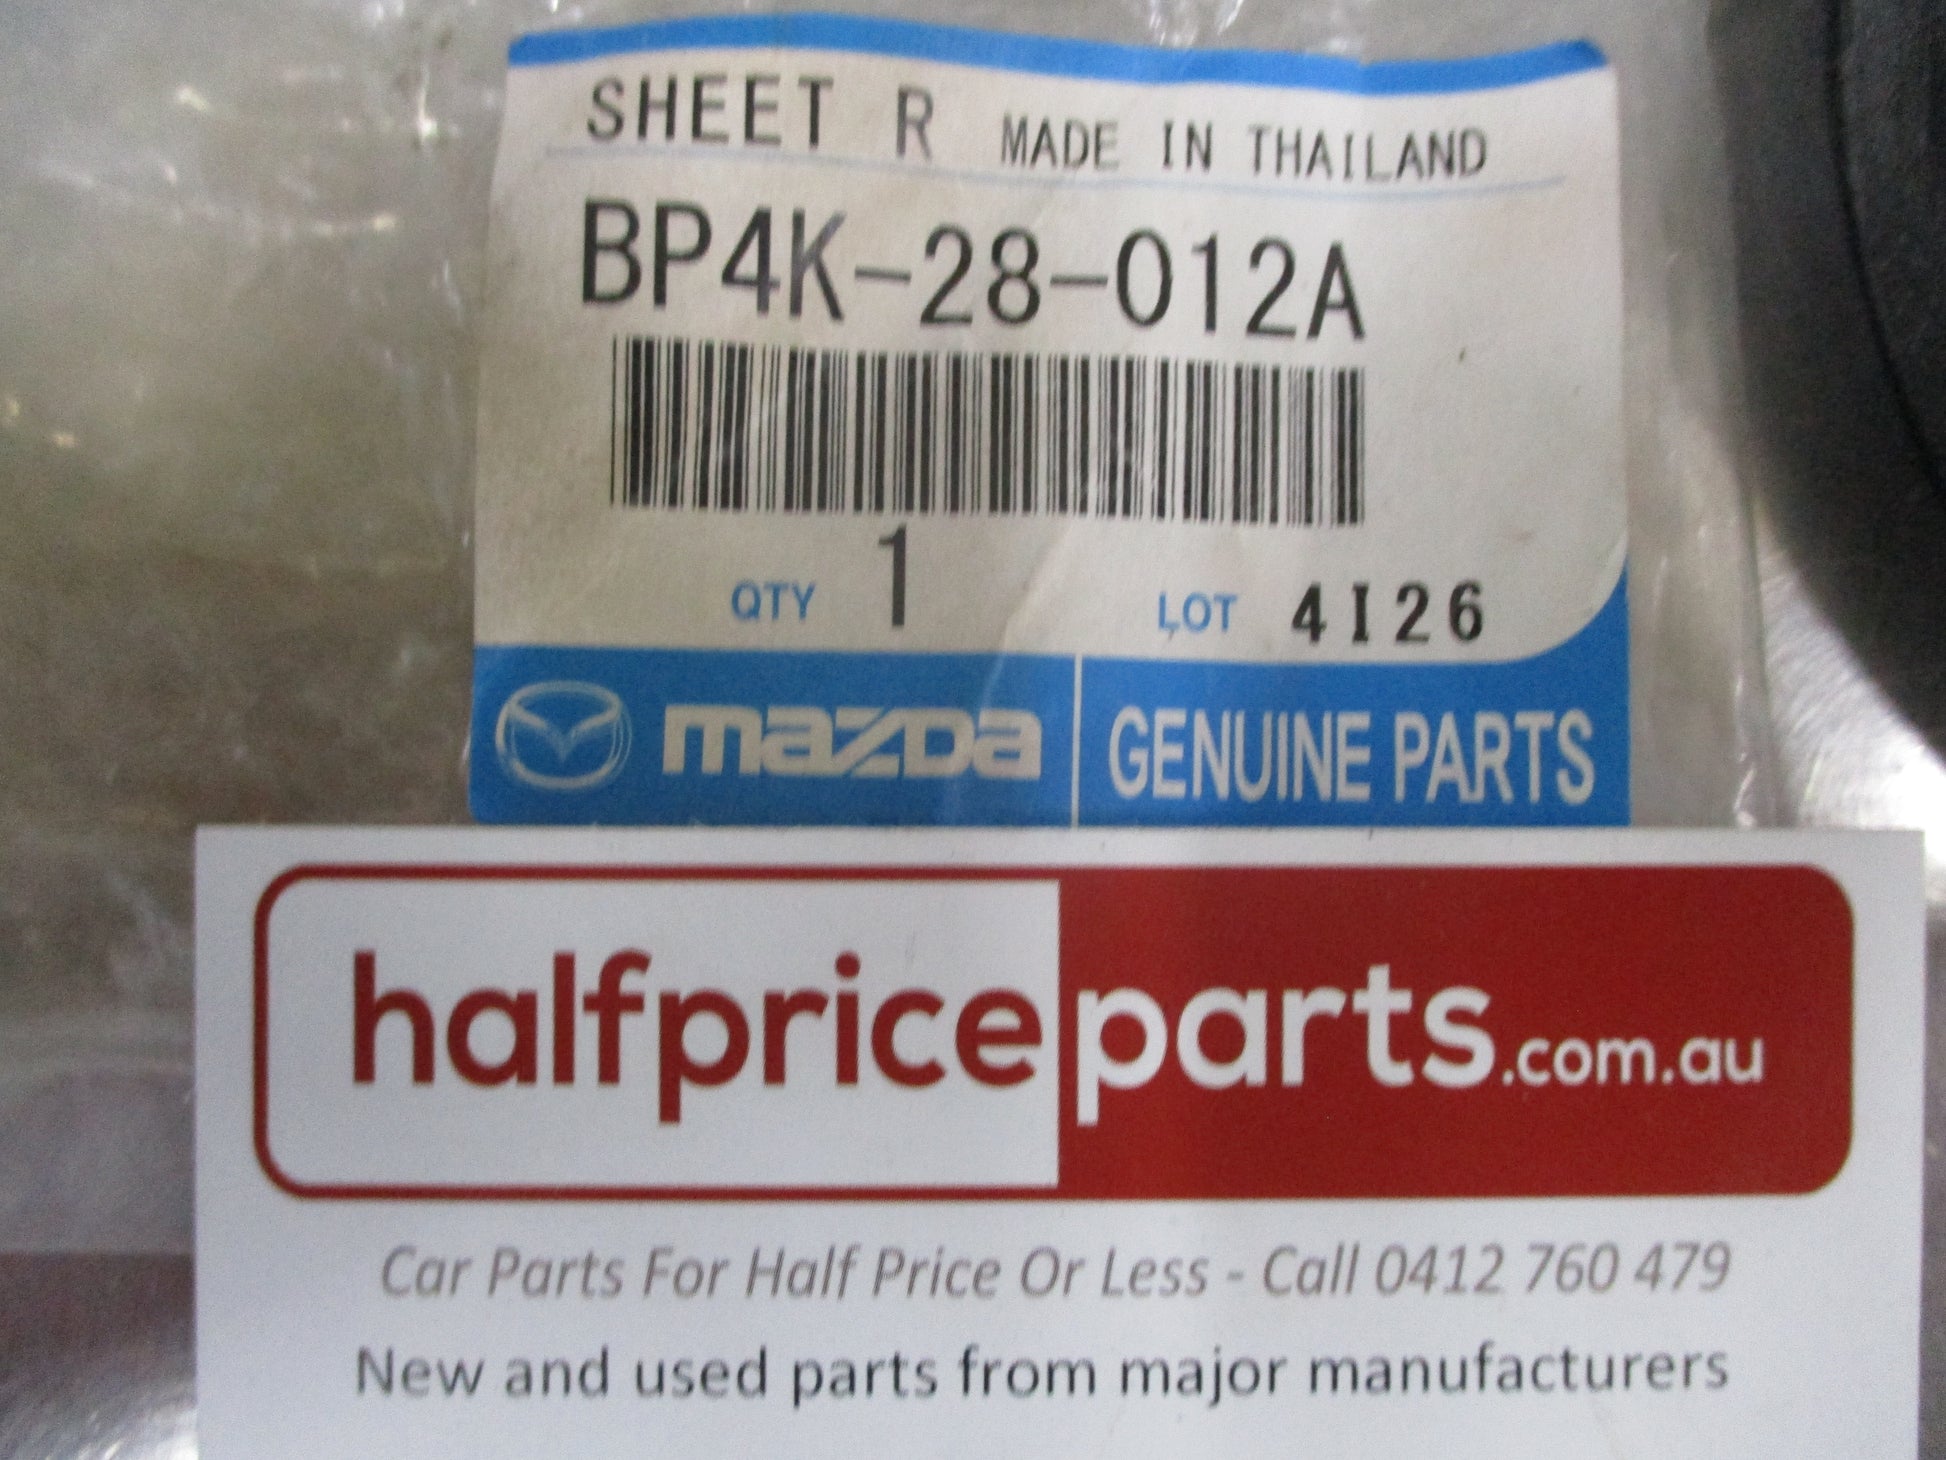 SHEET R MADE IN THAILAND
BP4K-28-012A
QTY 1 LOT 4I26
mazda GENUINE PARTS
halfpriceparts.com.au
Car Parts For Half Price Or Less - Call 0412 760 479
New and used parts from major manufacturers